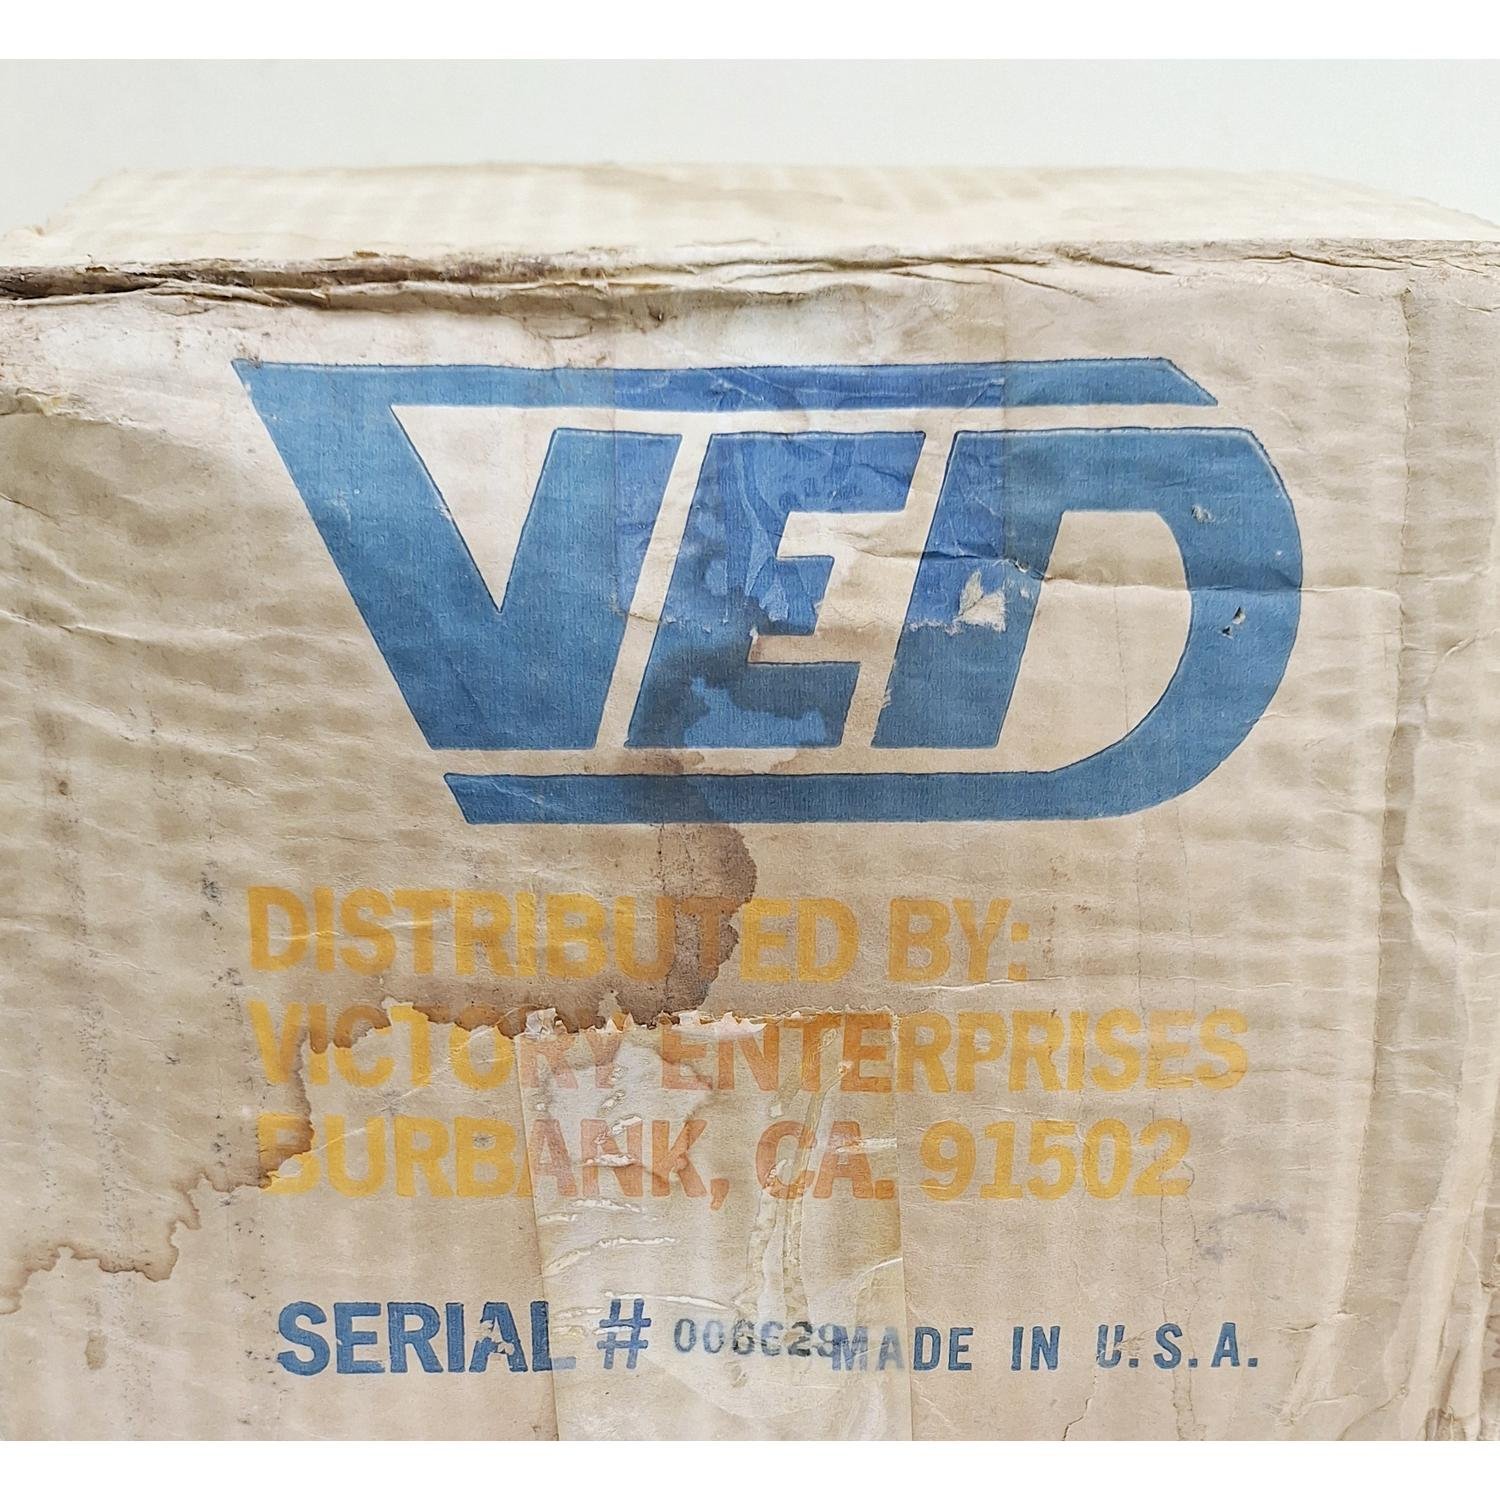 VED
DISTRIBUTED BY:
VICTORY ENTERPRISES
BURBANK, CA. 91502
SERIAL # 006629 MADE IN U.S.A.